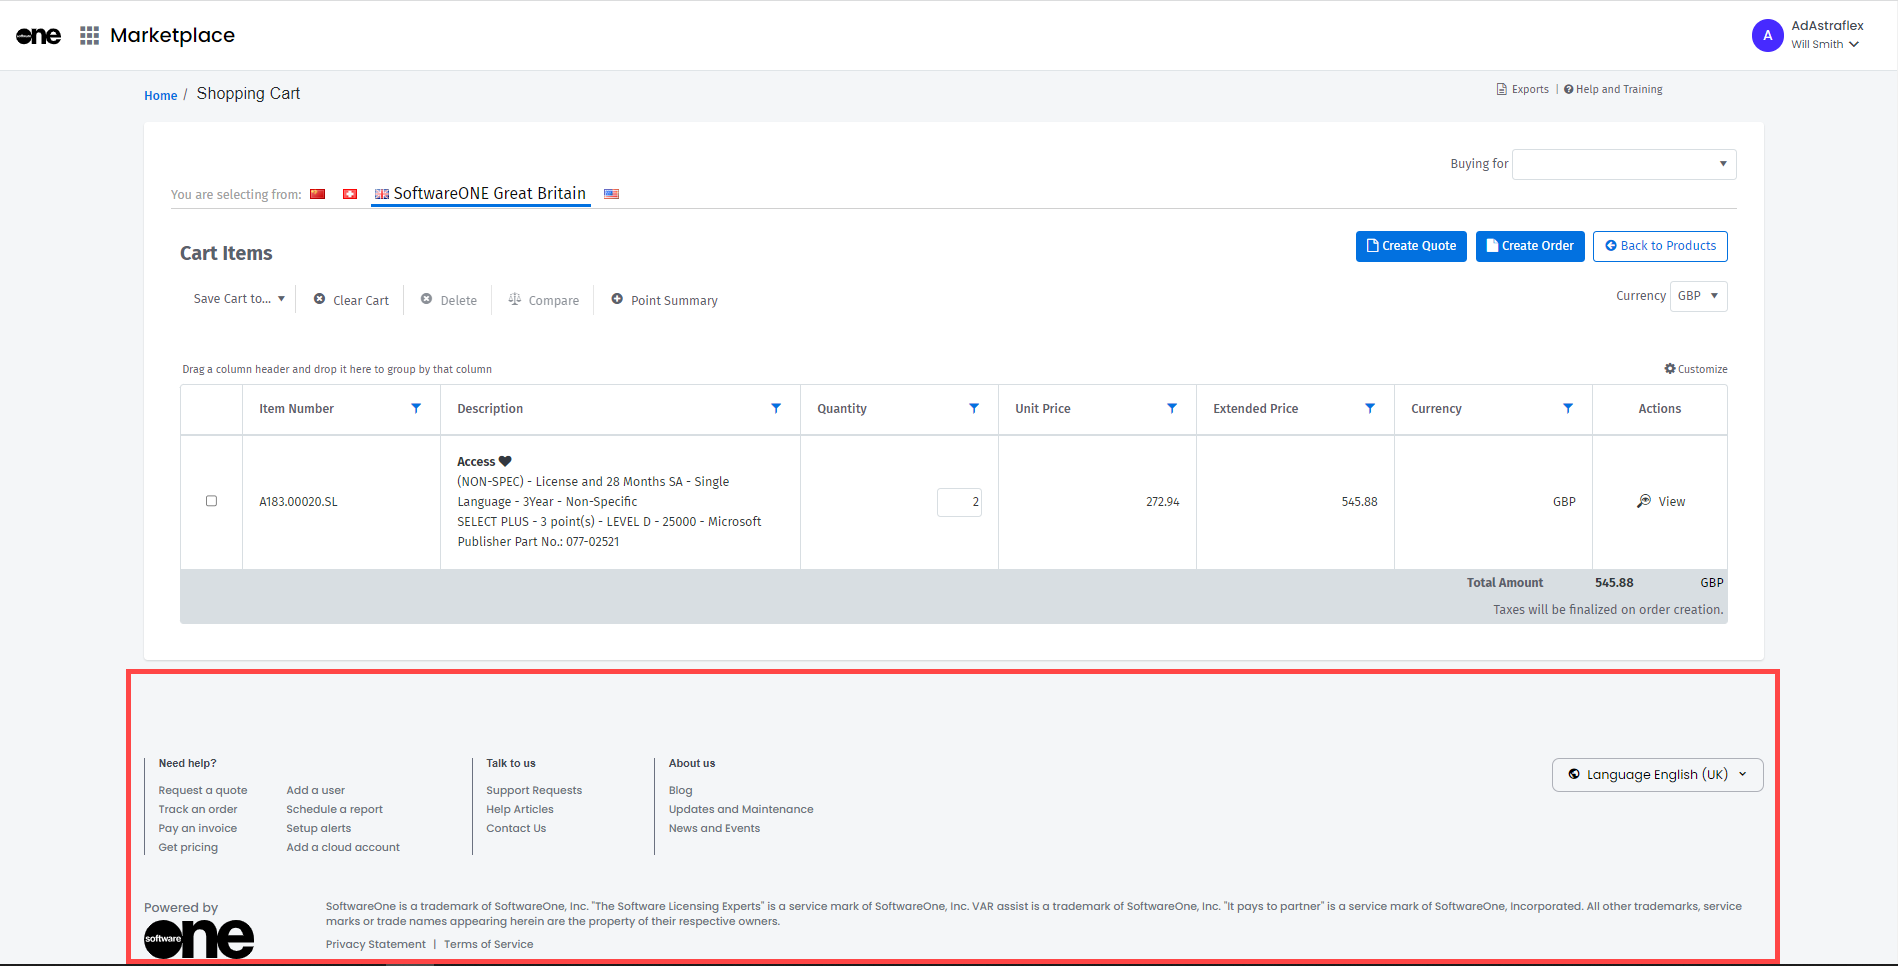 software one Marketplace
A AdAstraflex
Will Smith
Home / Shopping Cart
Exports | Help and Training
Buying for
You are selecting from: SoftwareONE Great Britain
Cart Items
Create Quote Create Order Back to Products
Save Cart to... Clear Cart Delete Compare Point Summary
Currency GBP
Drag a column header and drop it here to group by that column
Customize
Item Number Description Quantity Unit Price Extended Price Currency Actions
Access
(NON-SPEC) - License and 28 Months SA - Single
Language - 3Year - Non-Specific
SELECT PLUS - 3 point(s) - LEVEL D - 25000 - Microsoft
Publisher Part No.: 077-02521
A183.00020.SL 2 272.94 545.88 GBP View
Total Amount 545.88 GBP
Taxes will be finalized on order creation.
Need help?
Request a quote Add a user
Track an order Schedule a report
Pay an invoice Setup alerts
Get pricing Add a cloud account
Talk to us
Support Requests
Help Articles
Contact Us
About us
Blog
Updates and Maintenance
News and Events
Language English (UK)
Powered by
software one
SoftwareOne is a trademark of SoftwareOne, Inc. "The Software Licensing Experts" is a service mark of SoftwareOne, Inc. VAR assist is a trademark of SoftwareOne, Inc. "It pays to partner" is a service mark of SoftwareOne, Incorporated. All other trademarks, service
marks or trade names appearing herein are the property of their respective owners.
Privacy Statement | Terms of Service